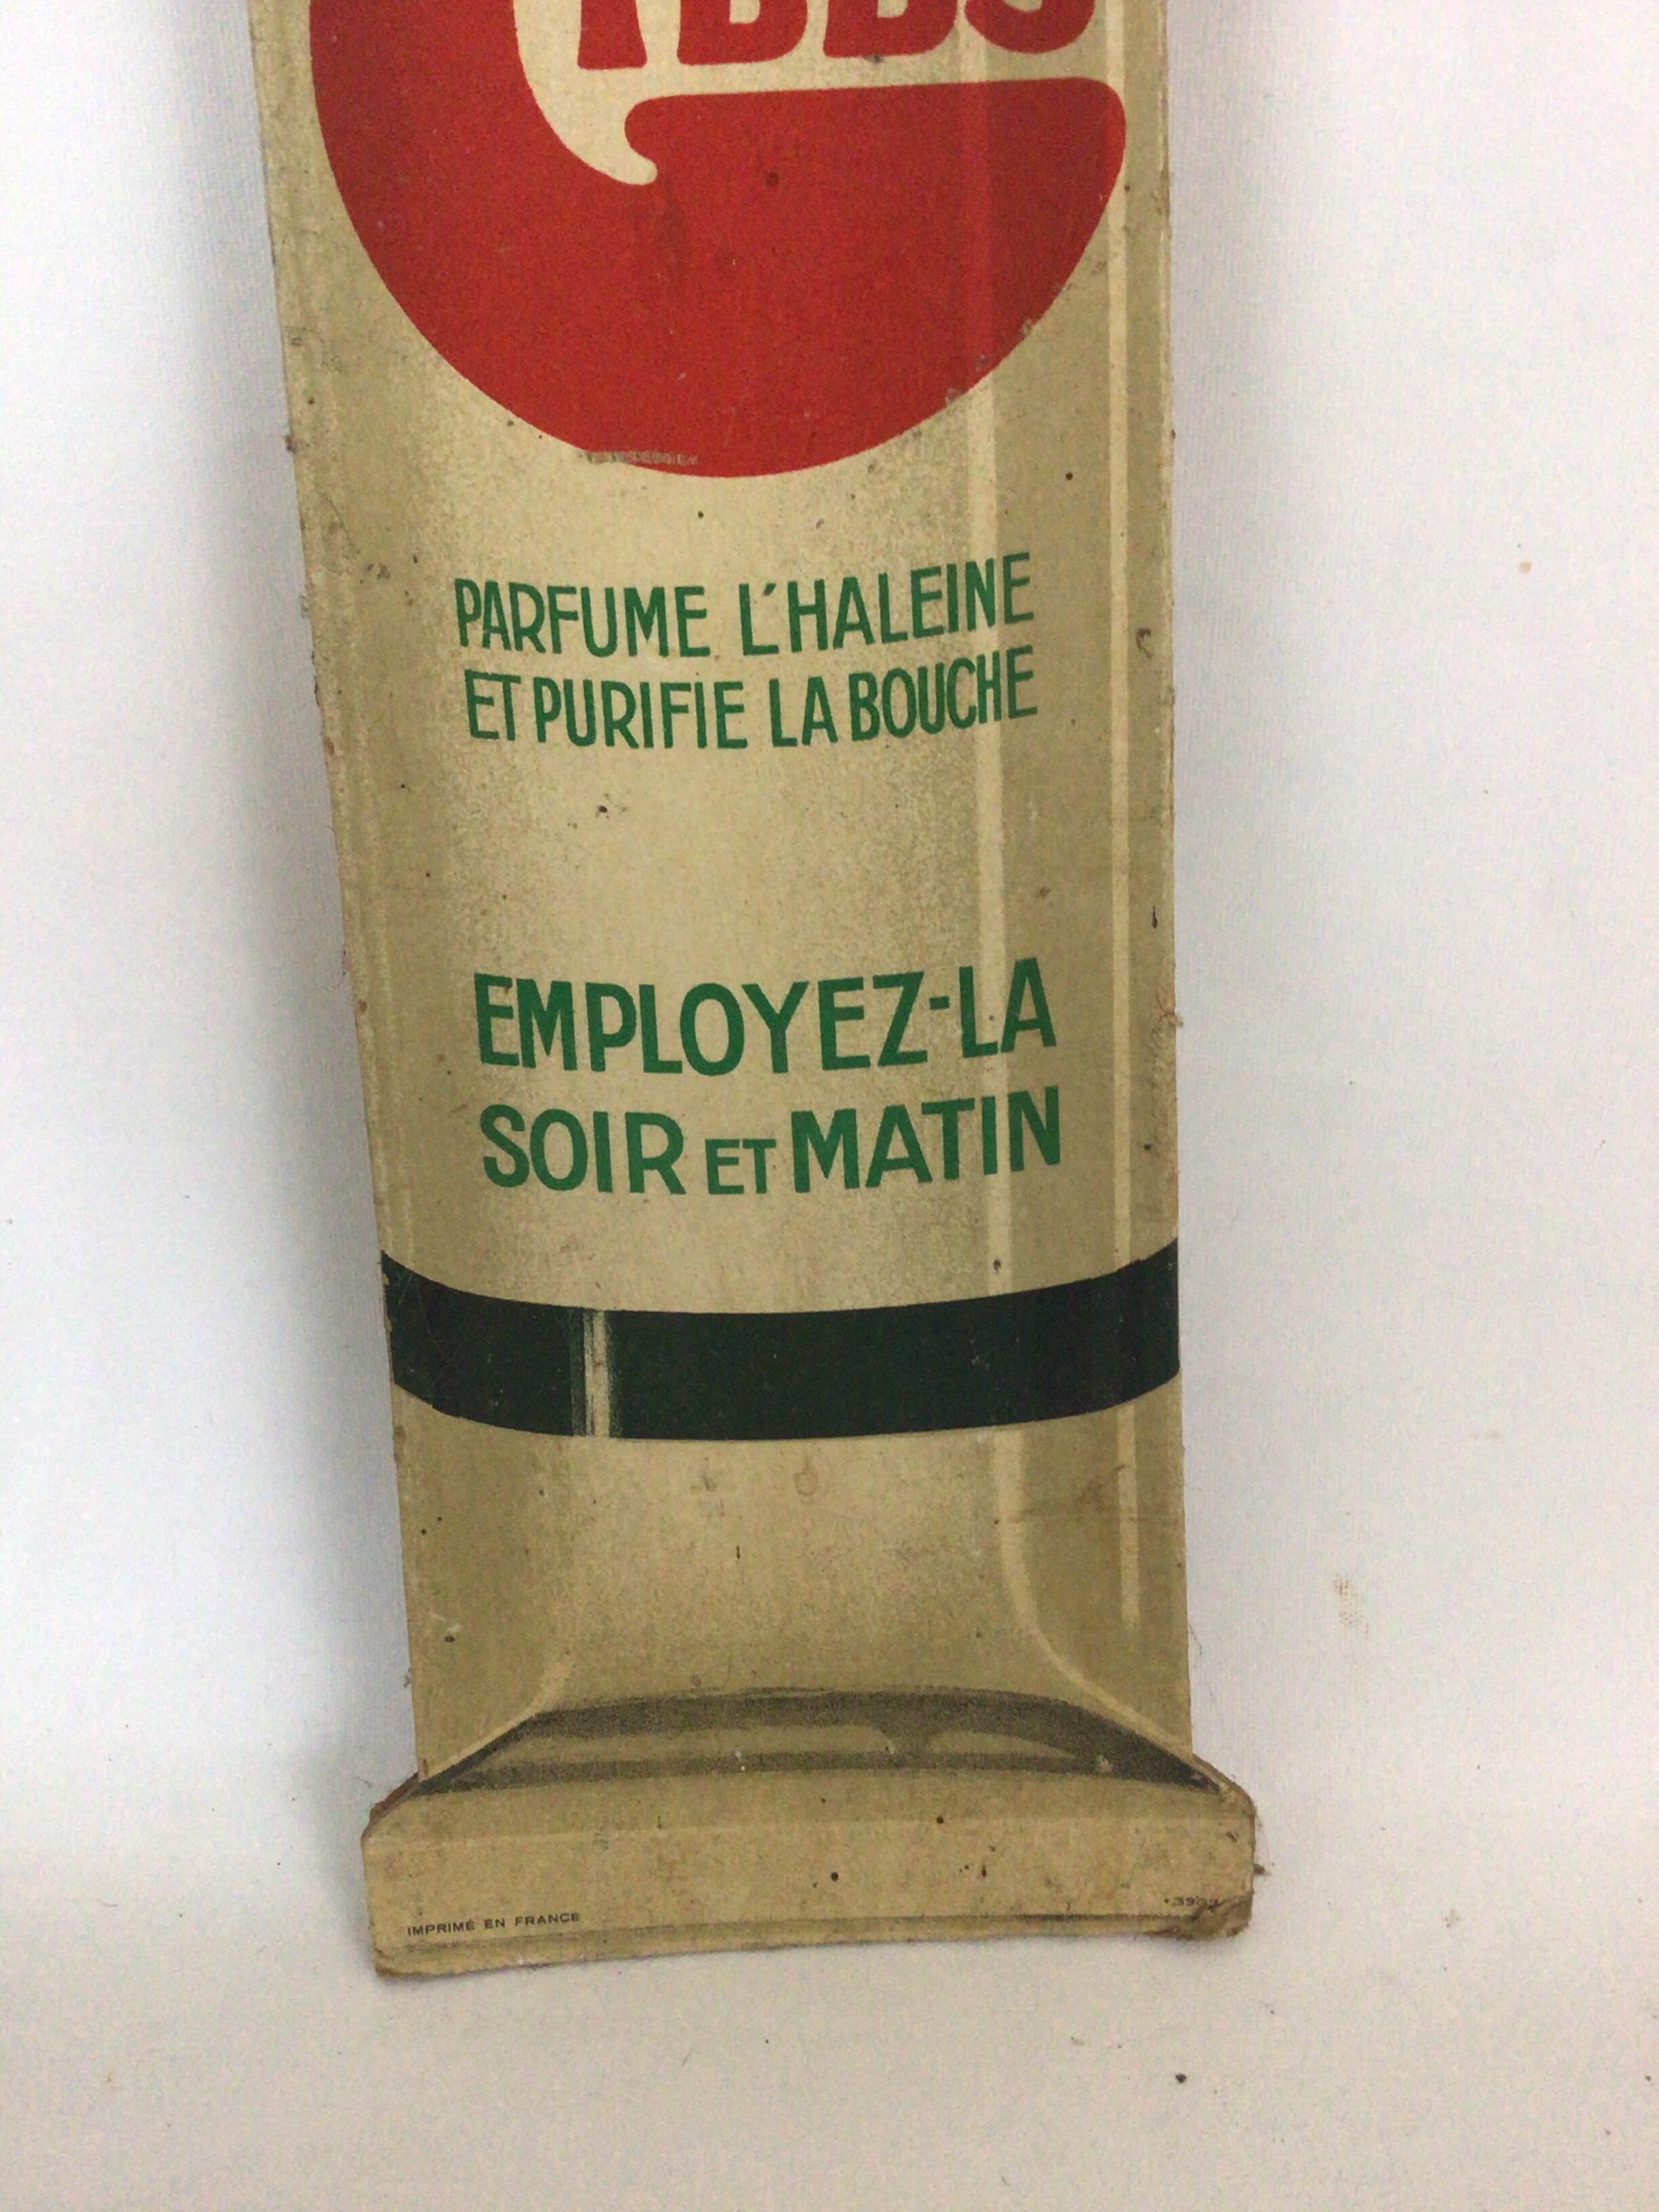 PARFUME L'HALEINE
ET PURIFIE LA BOUCHE
EMPLOYEZ-LA
SOIR ET MATIN
IMPRIMÉ EN FRANCE